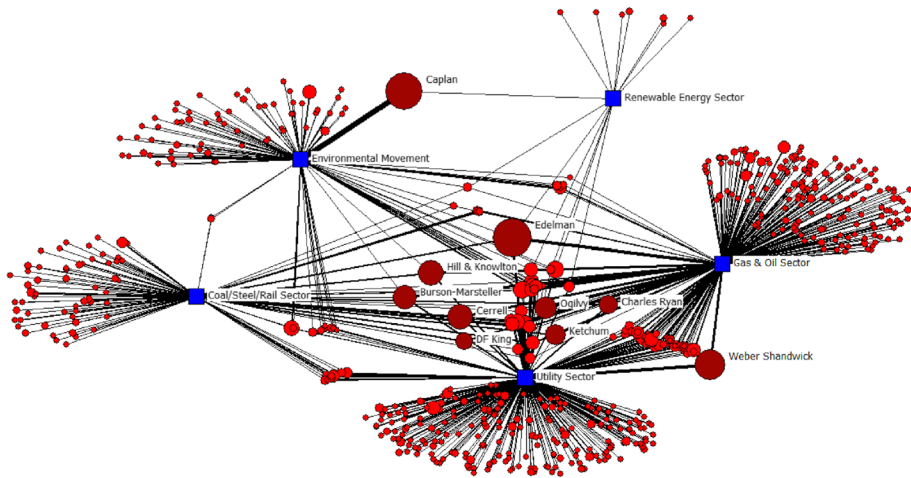 Caplan
Renewable Energy Sector
Environmental Movement
Edelman
Gas & Oil Sector
Hill & Knowlton
Burson-Marsteller
Coal/Steel/Rail Sector
Ogilvy
Charles Ryan
Cerrell
Ketchum
DF King
Weber Shandwick
Utility Sector